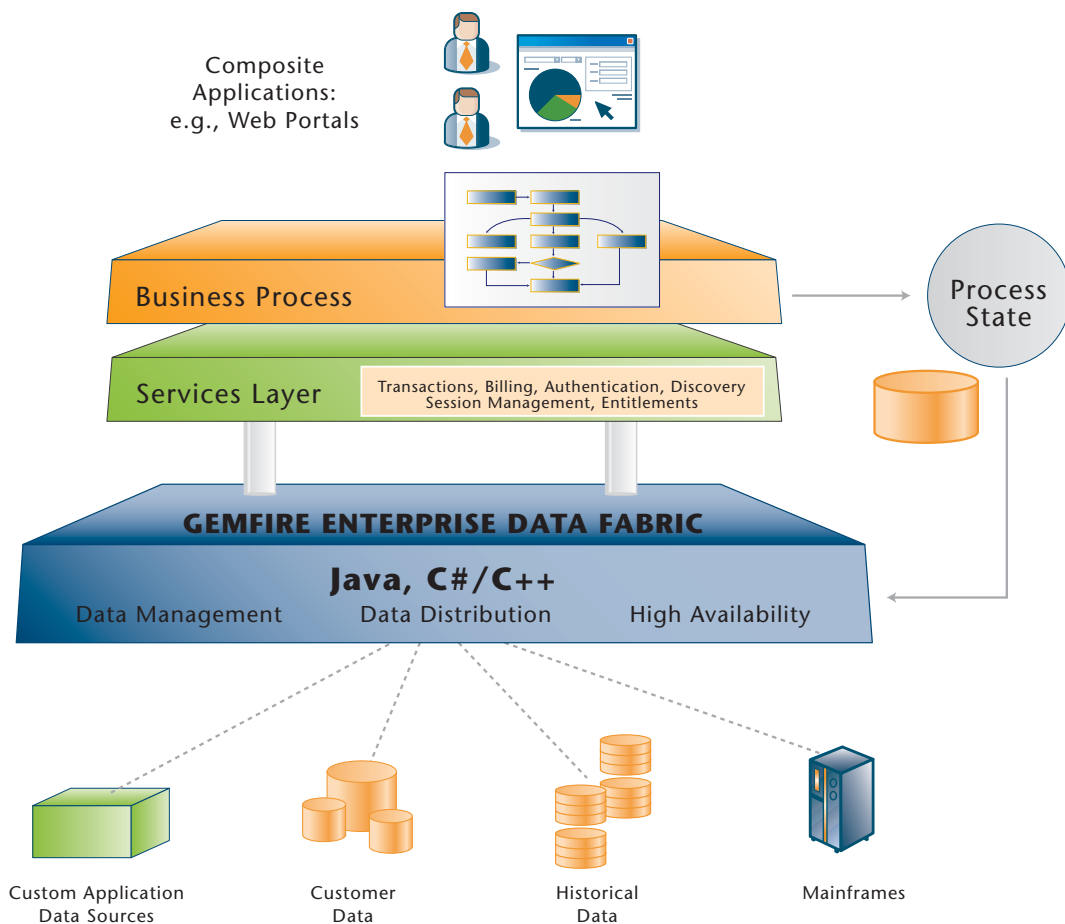 Composite
Applications:
e.g., Web Portals
Business Process
Process
State
Services Layer
Transactions, Billing, Authentication, Discovery
Session Management, Entitlements
GEMFIRE ENTERPRISE DATA FABRIC
Java, C#/C++
Data Management
Data Distribution
High Availability
Custom Application
Data Sources
Customer
Data
Historical
Data
Mainframes